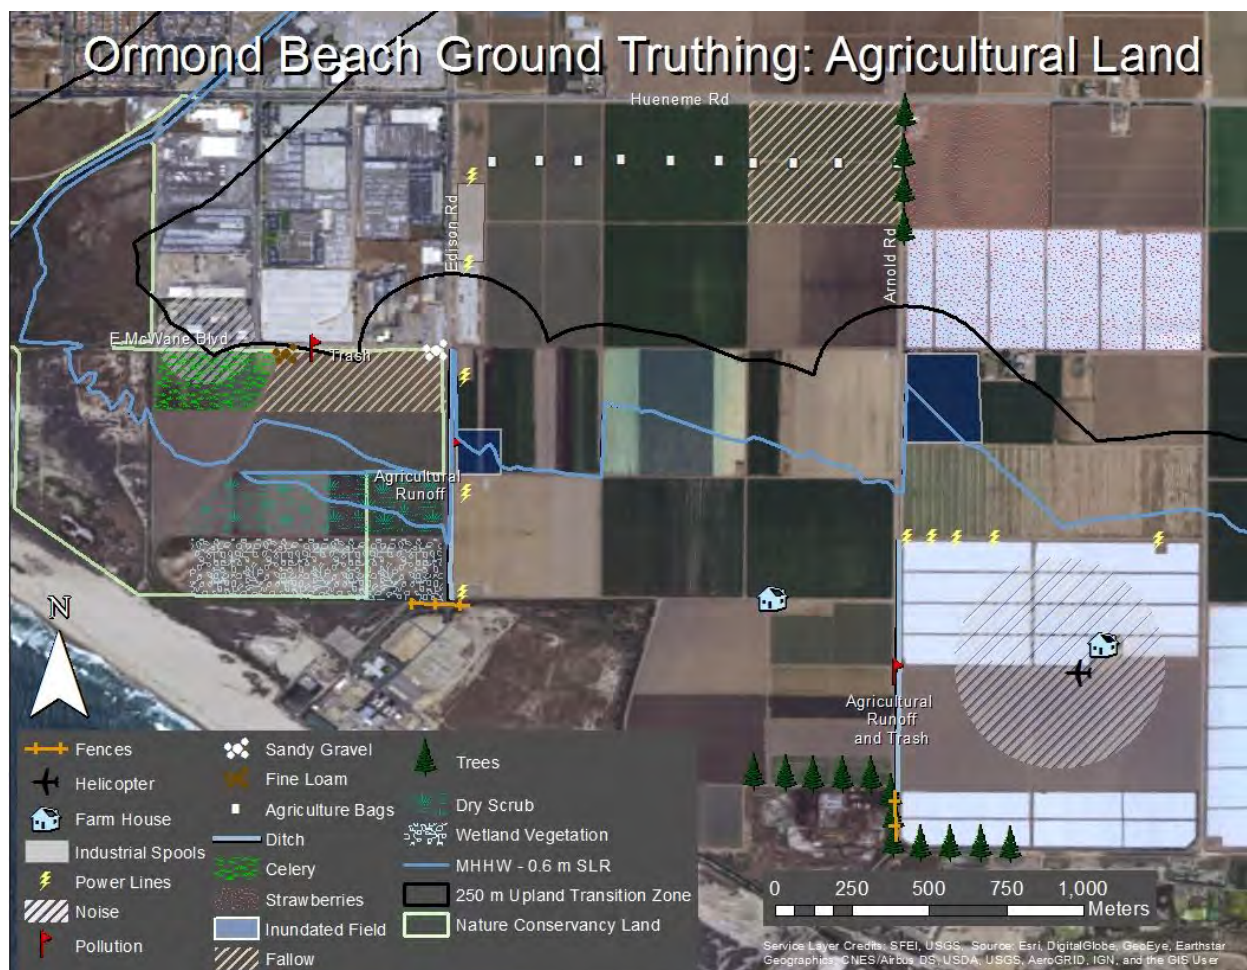 Ormond Beach Ground Truthing: Agricultural Land
Hueneme Rd
Edison Rd
Arnold Rd
E McWane Blvd
Trash
Agricultural
Runoff
Agricultural
Runoff
and Trash
N
Fences
Helicopter
Farm House
Industrial Spools
Power Lines
Noise
Pollution
Sandy Gravel
Fine Loam
Agriculture Bags
Ditch
Celery
Strawberries
Inundated Field
Fallow
Trees
Dry Scrub
Wetland Vegetation
MHHW - 0.6 m SLR
250 m Upland Transition Zone
Nature Conservancy Land
0 250 500 750 1,000
Meters
Service Layer Credits: SFEI, USGS, Source: Esri, DigitalGlobe, GeoEye, Earthstar
Geographics, CNES/Airbus DS, USDA, USGS, AeroGRID, IGN, and the GIS User